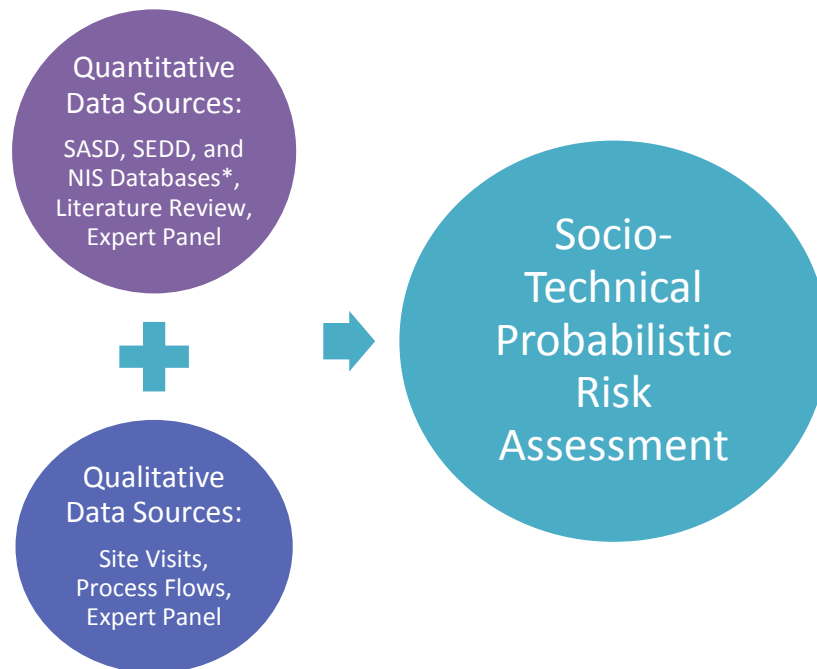 Quantitative
Data Sources:
SASD, SEDD, and
NIS Databases*,
Literature Review,
Expert Panel
Qualitative
Data Sources:
Site Visits,
Process Flows,
Expert Panel
Socio-
Technical
Probabilistic
Risk
Assessment